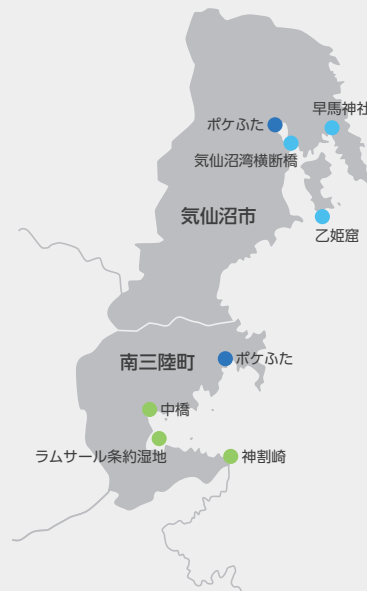 早馬神社
ポケふた
気仙沼湾横断橋
気仙沼市
乙姫窟
南三陸町
ポケふた
中橋
ラムサール条約湿地
神割崎